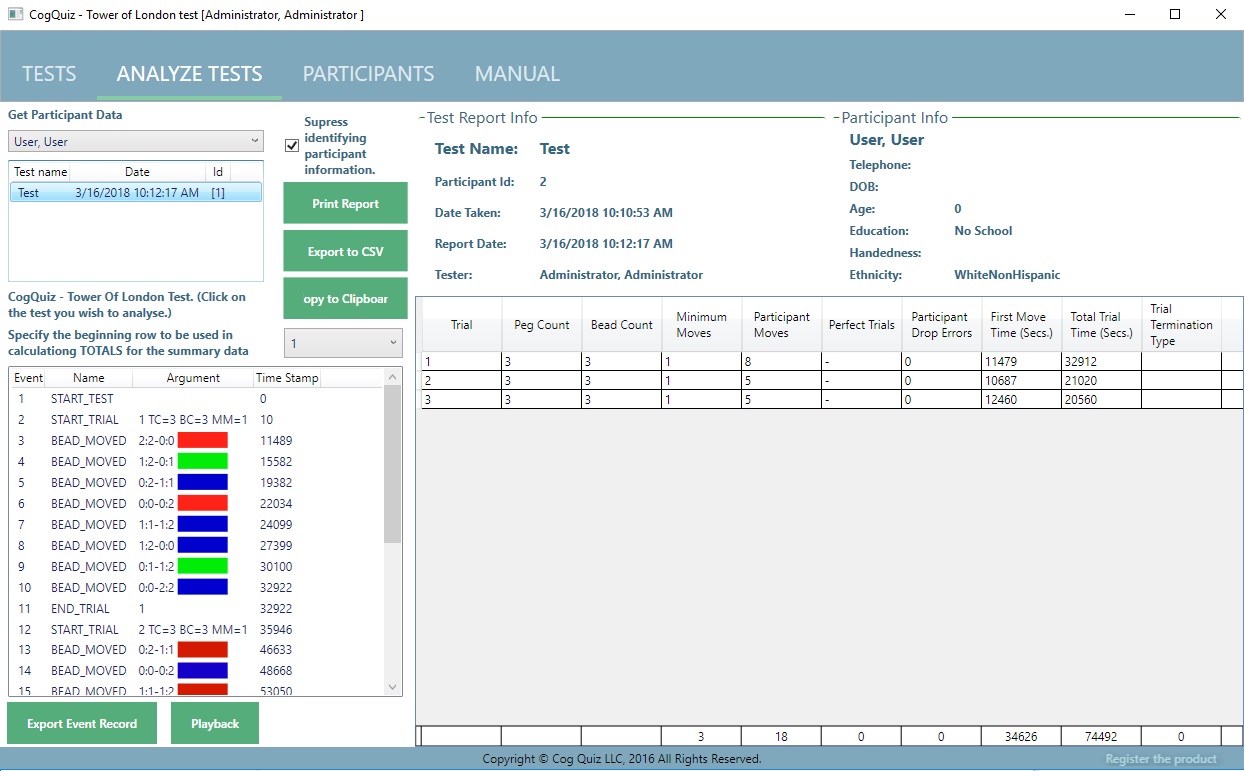 CogQuiz - Tower of London test [Administrator, Administrator ]
TESTS ANALYZE TESTS PARTICIPANTS MANUAL
Get Participant Data
User, User
Test name Date Id
Test 3/16/2018 10:12:17 AM [1]
CogQuiz - Tower Of London Test. (Click on
the test you wish to analyse.)
Specify the beginning row to be used in
calculationg TOTALS for the summary data
Supress
identifying
participant
information.
Print Report
Export to CSV
opy to Clipboar
1
Event Name Argument Time Stamp
1 START_TEST 0
2 START_TRIAL 1 TC=3 BC=3 MM=1 10
3 BEAD_MOVED 2:2-0:0 11489
4 BEAD_MOVED 1:2-0:1 15582
5 BEAD_MOVED 0:2-1:1 19382
6 BEAD_MOVED 0:0-0:2 22034
7 BEAD_MOVED 1:1-1:2 24099
8 BEAD_MOVED 1:2-0:0 27399
9 BEAD_MOVED 0:1-1:2 30100
10 BEAD_MOVED 0:0-2:2 32922
11 END_TRIAL 1 32922
12 START_TRIAL 2 TC=3 BC=3 MM=1 35946
13 BEAD_MOVED 0:2-1:1 46633
14 BEAD_MOVED 0:0-0:2 48668
15 BEAD_MOVED 1:1-1:2 53050
Export Event Record
Playback
Test Report Info
Test Name: Test
Participant Id: 2
Date Taken: 3/16/2018 10:10:53 AM
Report Date: 3/16/2018 10:12:17 AM
Tester: Administrator, Administrator
Participant Info
User, User
Telephone:
DOB:
Age: 0
Education: No School
Handedness:
Ethnicity: WhiteNonHispanic
Trial Peg Count Bead Count Minimum Moves Participant Moves Perfect Trials Participant Drop Errors First Move Time (Secs.) Total Trial Time (Secs.) Trial Termination Type
1 3 3 1 8 - 0 11479 32912
2 3 3 1 5 - 0 10687 21020
3 3 3 1 5 - 0 12460 20560
3 18 0 0 34626 74492 0
Copyright © Cog Quiz LLC, 2016 All Rights Reserved.
Register the product